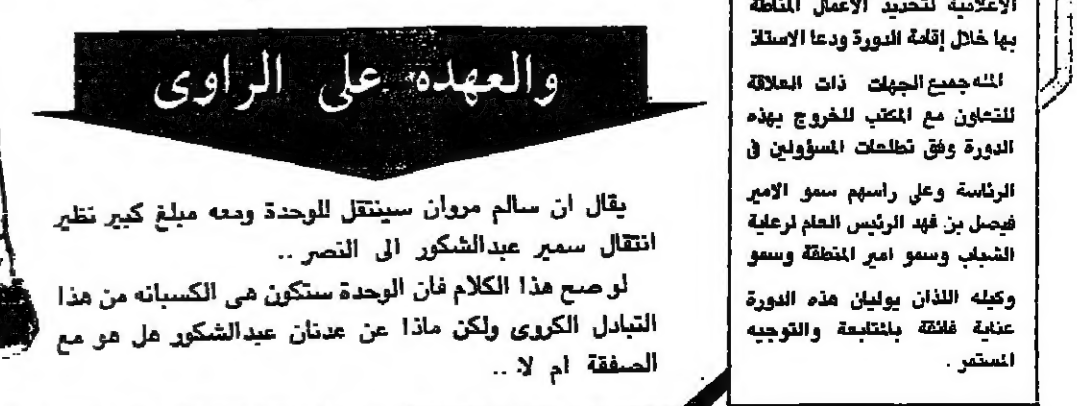 والعهده على الراوى
يقال ان سالم مروان سينتقل للوحدة ومعه مبلغ كبير نظير
انتقال سمير عبدالشكور الى النصر ..
لو صح هذا الكلام فان الوحدة ستكون هى الكسبانه من هذا
التبادل الكروى ولكن ماذا عن عدنان عبدالشكور هل هو مع
الصفقة ام لا ..
الاعلامية لتحديد الاعمال المناطة
بها خلال إقامة الدورة ودعا الاستاذ
المنه جميع الجهات ذات العلاقة
للتعاون مع المكتب للخروج بهذه
الدورة وفق تطلعات المسؤولين في
الرئاسة وعلى راسهم سمو الامير
فيصل بن فهد الرئيس العام لرعاية
الشباب وسمو امير المنطقة وسمو
وكيله اللذان يوليان هذه الدورة
عناية فائقة بالمتابعة والتوجيه
المستمر .